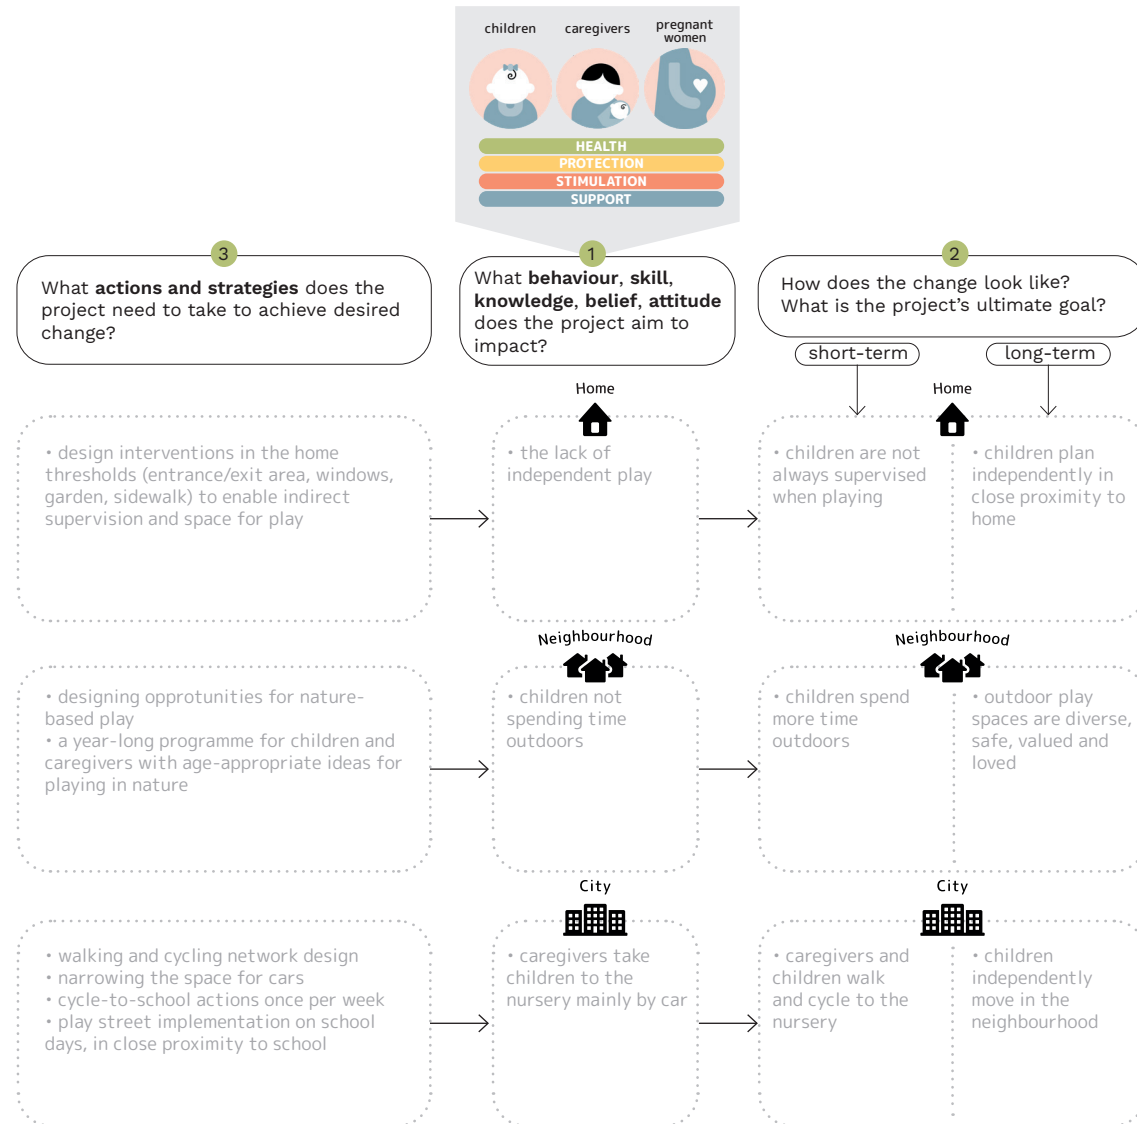 children
caregivers
pregnant
women
HEALTH
PROTECTION
STIMULATION
SUPPORT
3
What actions and strategies does the
project need to take to achieve desired
change?
1
What behaviour, skill,
knowledge, belief, attitude
does the project aim to
impact?
2
How does the change look like?
What is the project's ultimate goal?
short-term
long-term
Home
Home
• design interventions in the home
thresholds (entrance/exit area, windows,
garden, sidewalk) to enable indirect
supervision and space for play
• the lack of
independent play
• children are not
always supervised
when playing
• children plan
independently in
close proximity to
home
Neighbourhood
Neighbourhood
• designing opprotunities for nature-
based play
• a year-long programme for children and
caregivers with age-appropriate ideas for
playing in nature
• children not
spending time
outdoors
• children spend
more time
outdoors
• outdoor play
spaces are diverse,
safe, valued and
loved
City
City
• walking and cycling network design
• narrowing the space for cars
• cycle-to-school actions once per week
• play street implementation on school
days, in close proximity to school
• caregivers take
children to the
nursery mainly by car
• caregivers and
children walk
and cycle to the
nursery
• children
independently
move in the
neighbourhood